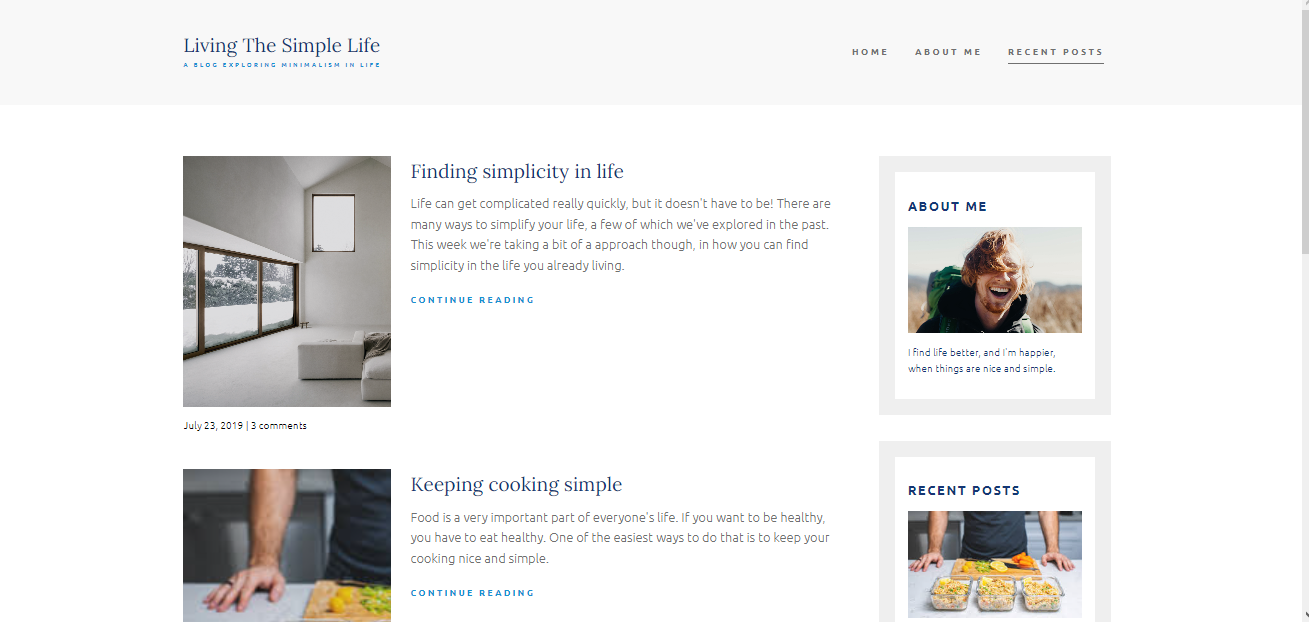 Living The Simple Life
A BLOG EXPLORING MINIMALISM IN LIFE
HOME
ABOUT ME
RECENT POSTS
Finding simplicity in life
Life can get complicated really quickly, but it doesn't have to be! There are
many ways to simplify your life, a few of which we've explored in the past.
This week we're taking a bit of a approach though, in how you can find
simplicity in the life you already living.
CONTINUE READING
July 23, 2019 | 3 comments
Keeping cooking simple
Food is a very important part of everyone's life. If you want to be healthy,
you have to eat healthy. One of the easiest ways to do that is to keep your
cooking nice and simple.
CONTINUE READING
ABOUT ME
I find life better, and I'm happier,
when things are nice and simple.
RECENT POSTS